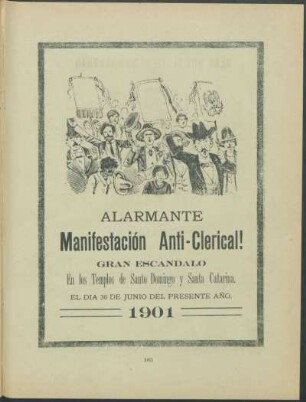 ALARMANTE
Manifestación Anti-Clerical!
GRAN ESCANDALO
En los Templos de Santo Domingo y Santa Catarina,
EL DIA 30 DE JUNIO DEL PRESENTE AÑO.
1901